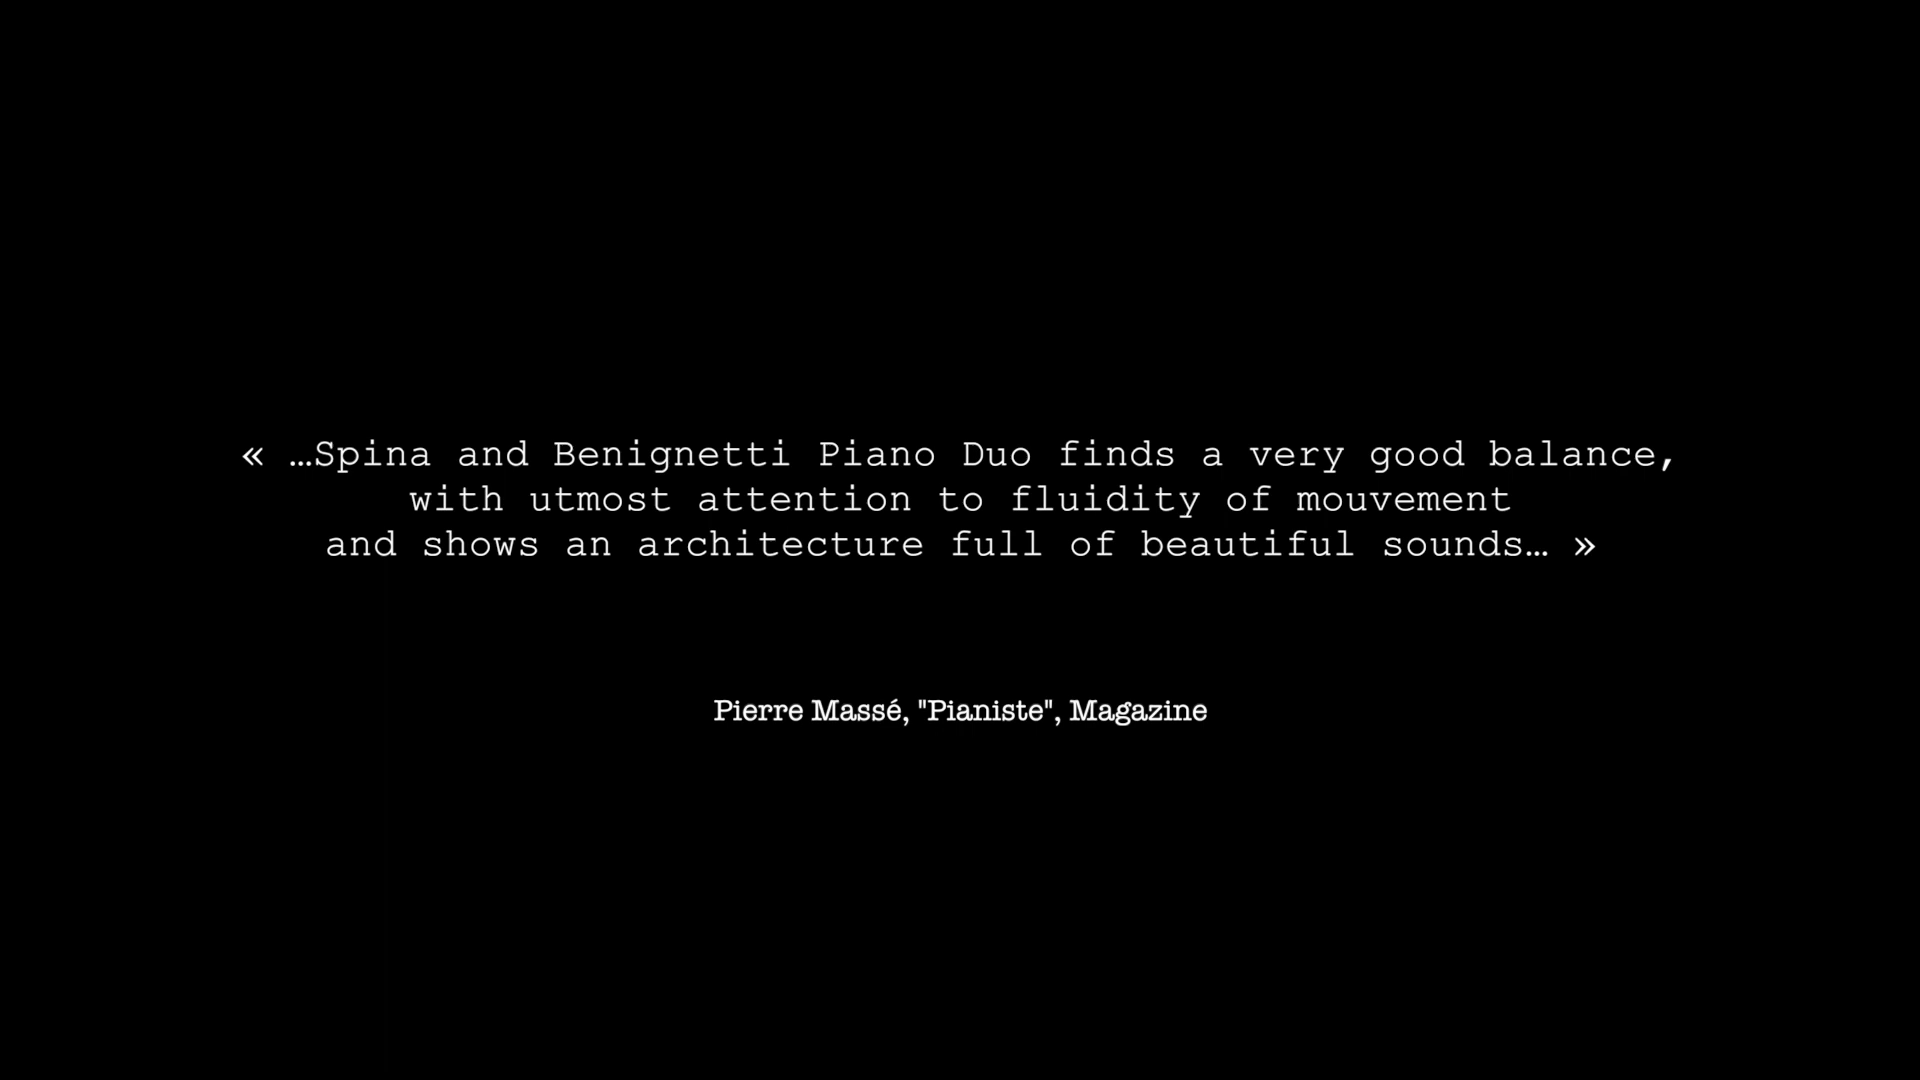 « …Spina and Benignetti Piano Duo finds a very good balance,
with utmost attention to fluidity of mouvement
and shows an architecture full of beautiful sounds… »
Pierre Massé, "Pianiste", Magazine